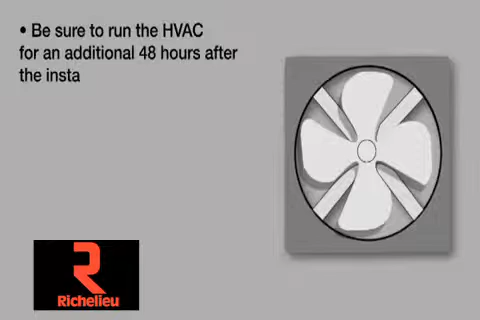 • Be sure to run the HVAC
for an additional 48 hours after
the insta
Richelieu